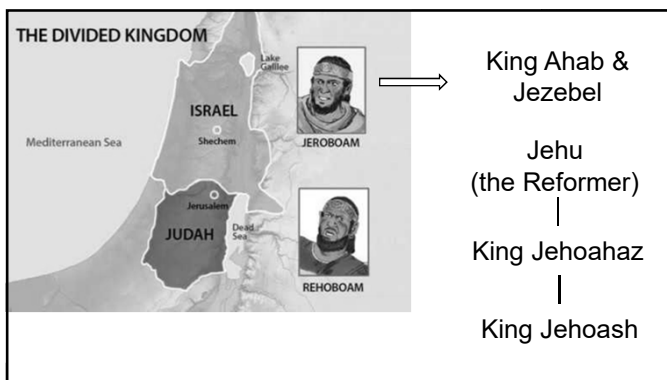 THE DIVIDED KINGDOM
Lake
Galilee
ISRAEL
Mediterranean Sea
Shechem
JEROBOAM
Jerusalem
Dead
Sea
JUDAH
REHOBOAM
King Ahab &
Jezebel
Jehu
(the Reformer)
King Jehoahaz
King Jehoash